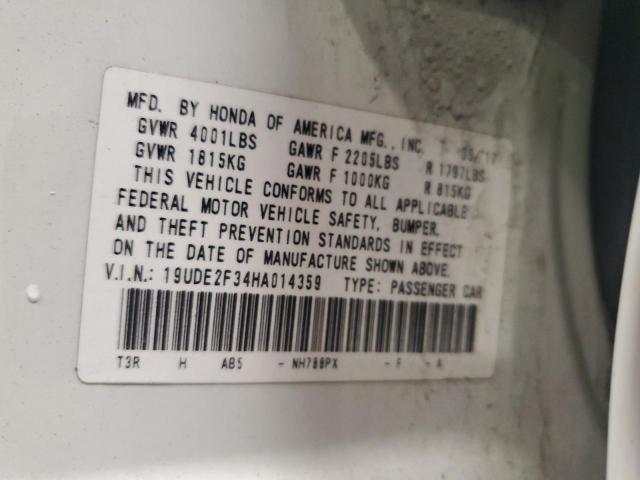 MFD. BY HONDA OF AMERICA MFG., INC. 05/17
GVWR 4001LBS GAWR F 2205LBS R 1797LBS
GVWR 1815KG GAWR F 1000KG R 815KG
THIS VEHICLE CONFORMS TO ALL APPLICABLE
FEDERAL MOTOR VEHICLE SAFETY, BUMPER,
AND THEFT PREVENTION STANDARDS IN EFFECT
ON THE DATE OF MANUFACTURE SHOWN ABOVE.
V.I.N.: 19UDE2F34HA014359 TYPE: PASSENGER CAR
T3R H AB5 - NH788PX - F - A